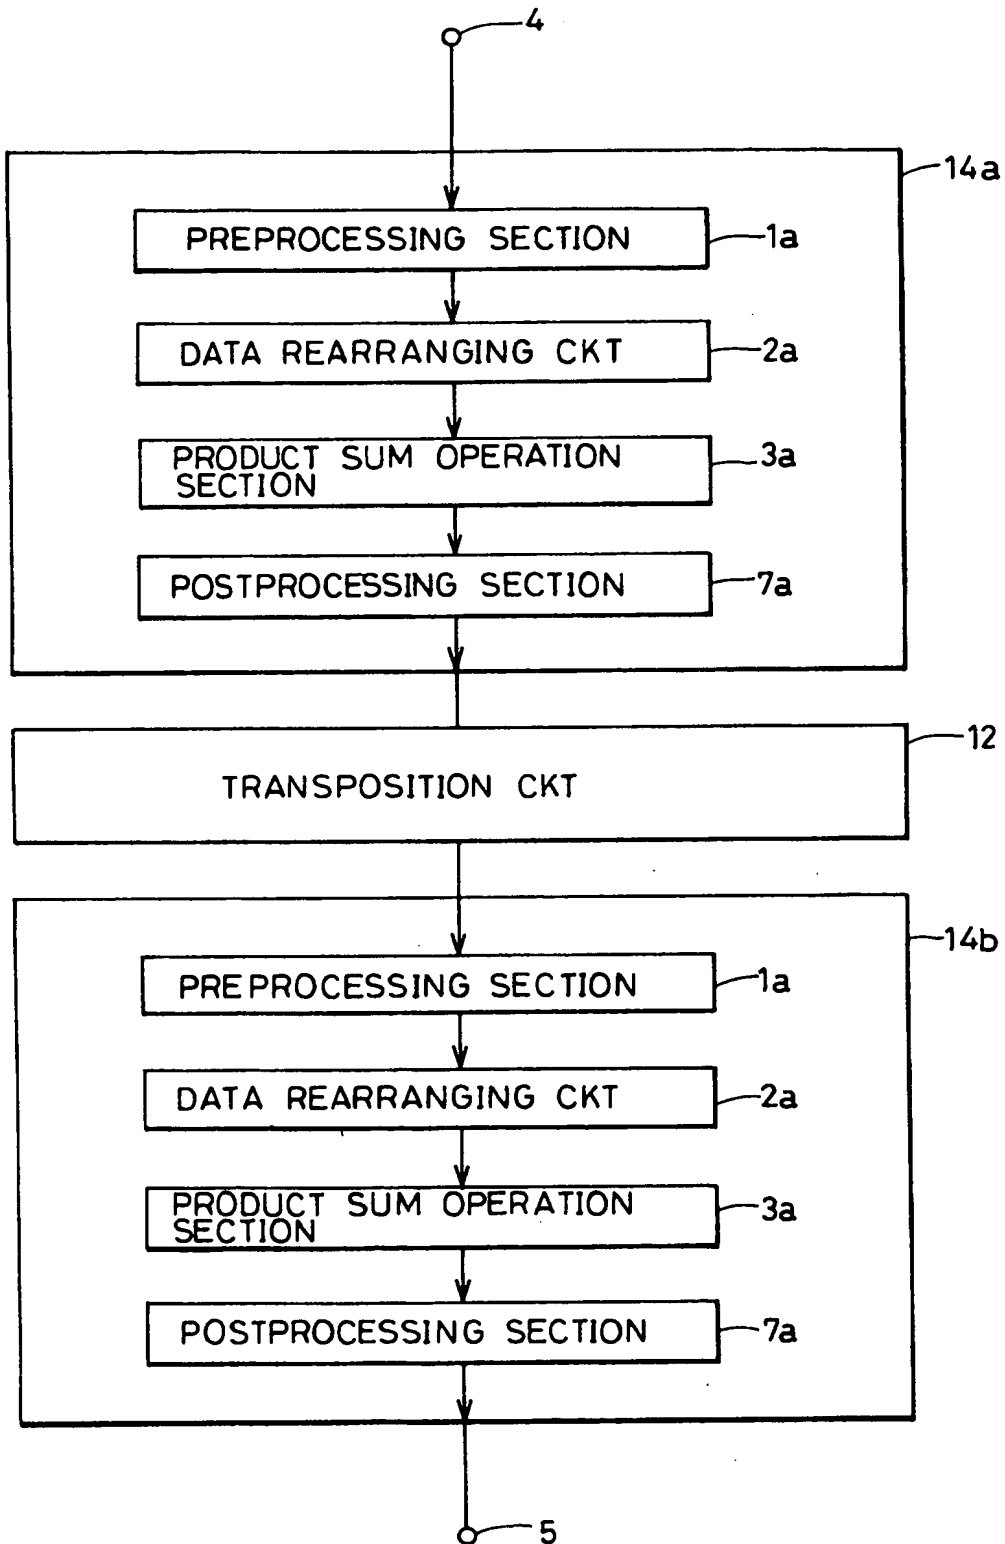 4
14a
PREPROCESSING SECTION
1a
DATA REARRANGING CKT
2a
PRODUCT SUM OPERATION
SECTION
3a
POSTPROCESSING SECTION
7a
12
TRANSPOSITION CKT
14b
PREPROCESSING SECTION
1a
DATA REARRANGING CKT
2a
PRODUCT SUM OPERATION
SECTION
3a
POSTPROCESSING SECTION
7a
5